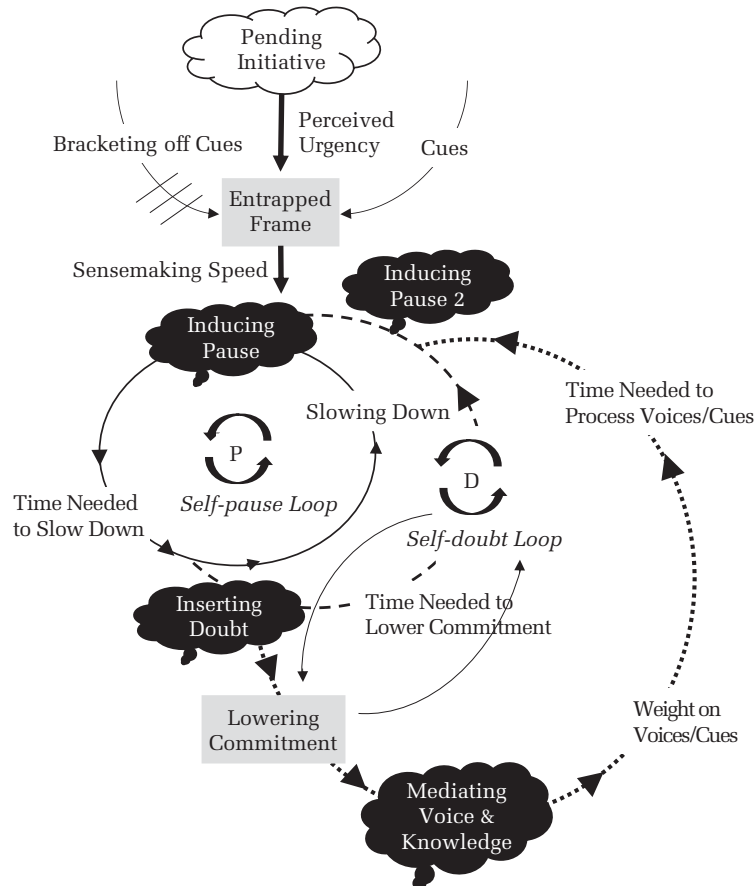 Pending
Initiative
Perceived
Urgency
Bracketing off Cues
Cues
Entrapped
Frame
Sensemaking Speed
Inducing
Pause 2
Inducing
Pause
Time Needed to
Process Voices/Cues
Slowing Down
P
D
Time Needed
to Slow Down
Self-pause Loop
Self-doubt Loop
Inserting
Doubt
Time Needed to
Lower Commitment
Lowering
Commitment
Weight on
Voices/Cues
Mediating
Voice &
Knowledge